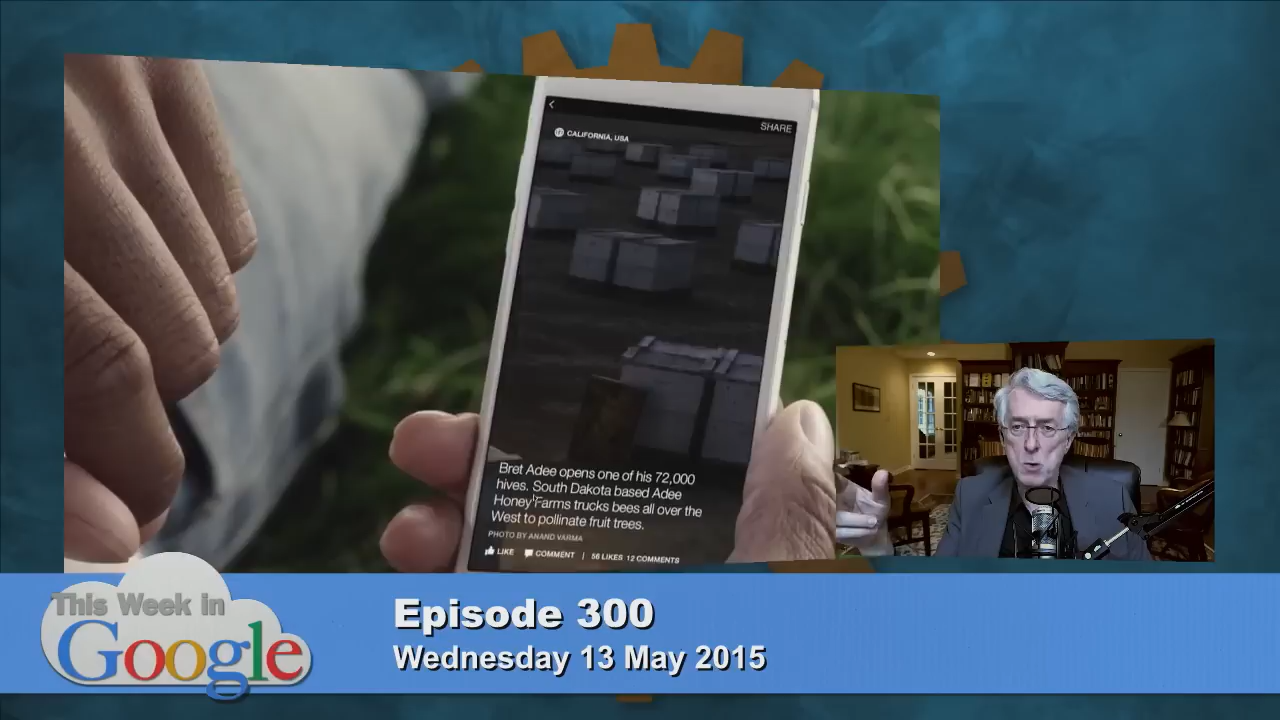 SHARE
CALIFORNIA, USA
Bret Adee opens one of his 72,000
hives. South Dakota based Adee
Honey Farms trucks bees all over the
West to pollinate fruit trees.
PHOTO BY ANAND VARMA
LIKE COMMENT | 56 LIKES 12 COMMENTS
This Week in
Google
Episode 300
Wednesday 13 May 2015